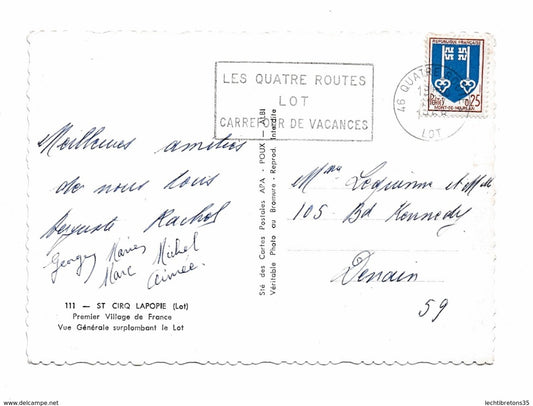 LES QUATRE ROUTES
LOT
CARREFOUR DE VACANCES
REPUBLIQUE FRANÇAISE
0,25
MONT-DE-MARSAN
46 QUATRE
LOT
Meilleures amitiés
de nous tous
Auguste Rachel
Georges
Marc Michel
Aimée.
111 — ST CIRQ LAPOPIE (Lot)
Premier Village de France
Vue Générale surplombant le Lot
Sté des Cartes Postales APA - POUX - ALBI
Véritable Photo au Bromure - Reprod. Interdite
105 Bd Kennedy
Denain
59
www.delcampe.net
lechtibretons35